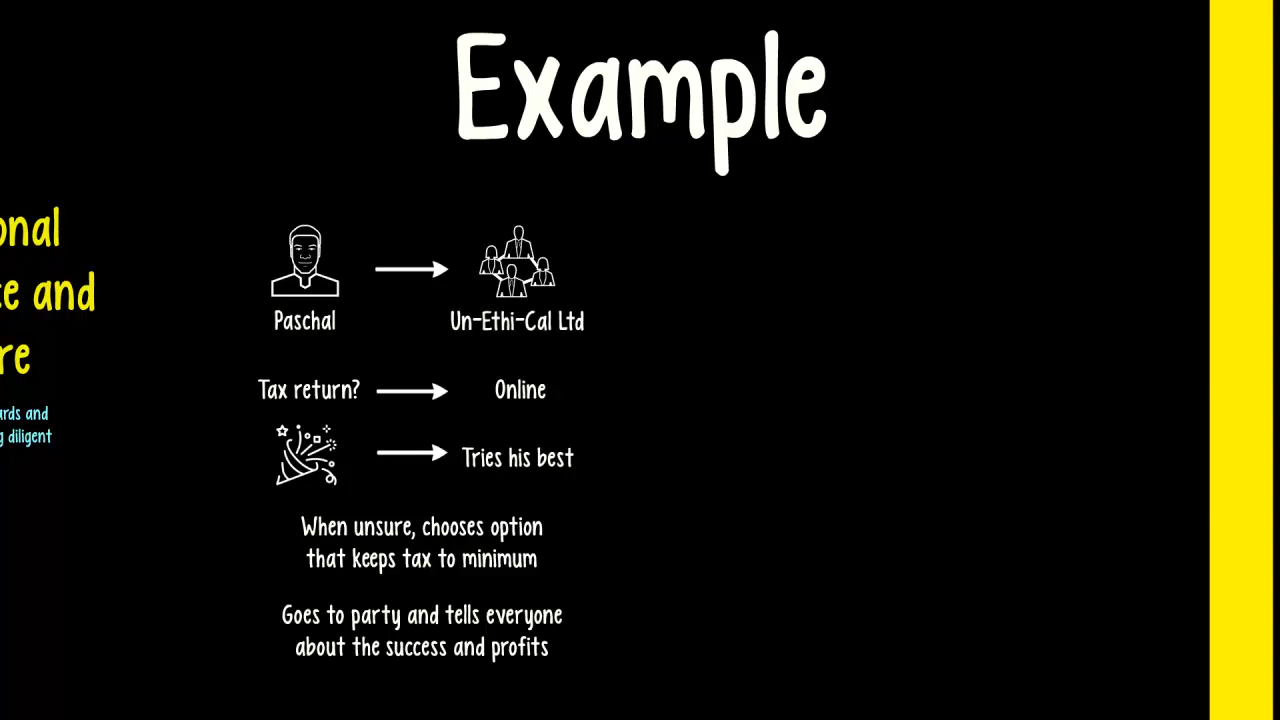 Example
onal
e and
re
ards and
g diligent
Paschal
Un-Ethi-Cal Ltd
Tax return?
Online
Tries his best
When unsure, chooses option
that keeps tax to minimum
Goes to party and tells everyone
about the success and profits